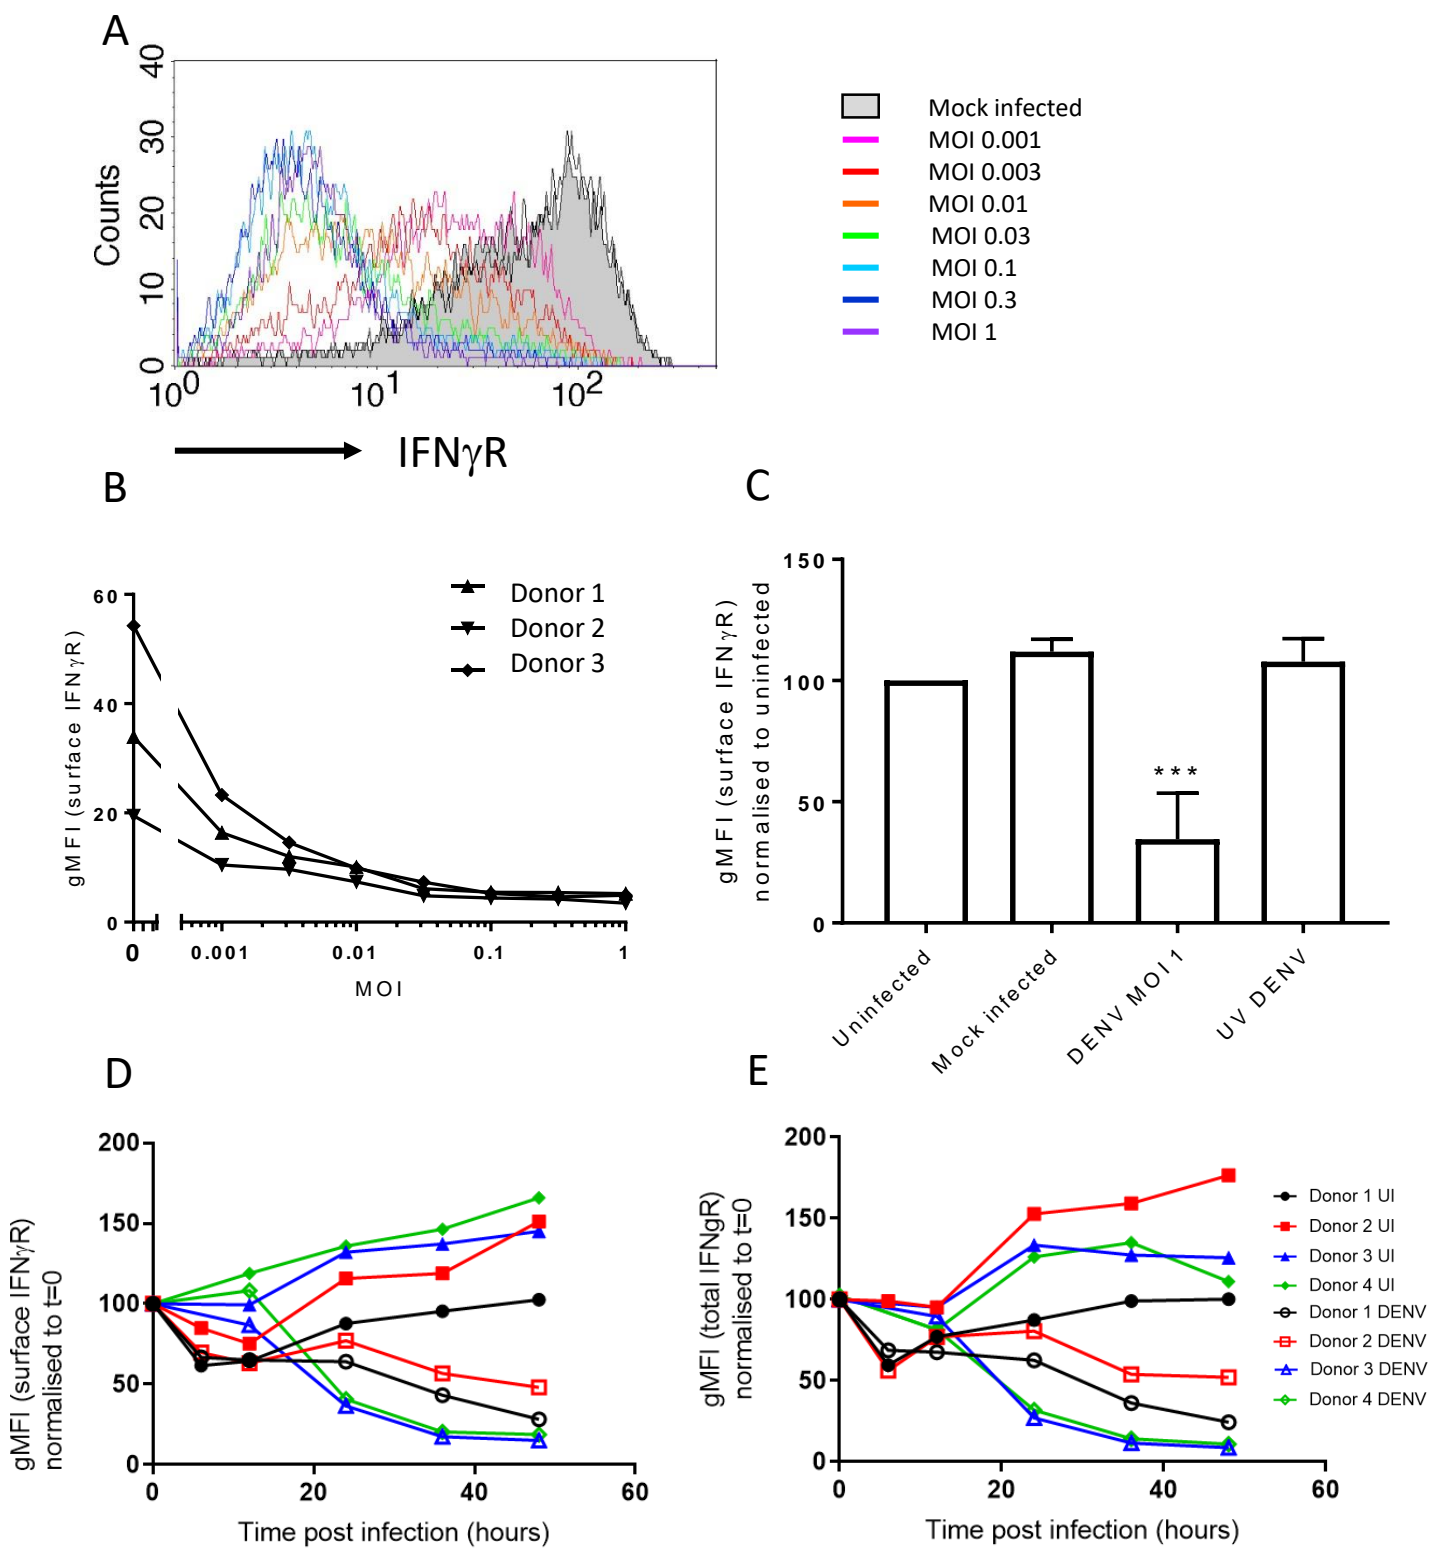 A
40
30
20
10
0
Counts
10⁰ 10¹ 10²
IFNγR
Mock infected
MOI 0.001
MOI 0.003
MOI 0.01
MOI 0.03
MOI 0.1
MOI 0.3
MOI 1
B
gMFI (surface IFNγR)
60
40
20
0
0 0.001 0.01 0.1 1
MOI
Donor 1
Donor 2
Donor 3
C
gMFI (surface IFNγR)
normalised to uninfected
150
100
50
0
***
Uninfected
Mock infected
DENV MOI 1
UV DENV
D
gMFI (surface IFNγR)
normalised to t=0
200
150
100
50
0
0 20 40 60
Time post infection (hours)
E
gMFI (total IFNgR)
normalised to t=0
200
150
100
50
0
0 20 40 60
Time post infection (hours)
Donor 1 UI
Donor 2 UI
Donor 3 UI
Donor 4 UI
Donor 1 DENV
Donor 2 DENV
Donor 3 DENV
Donor 4 DENV